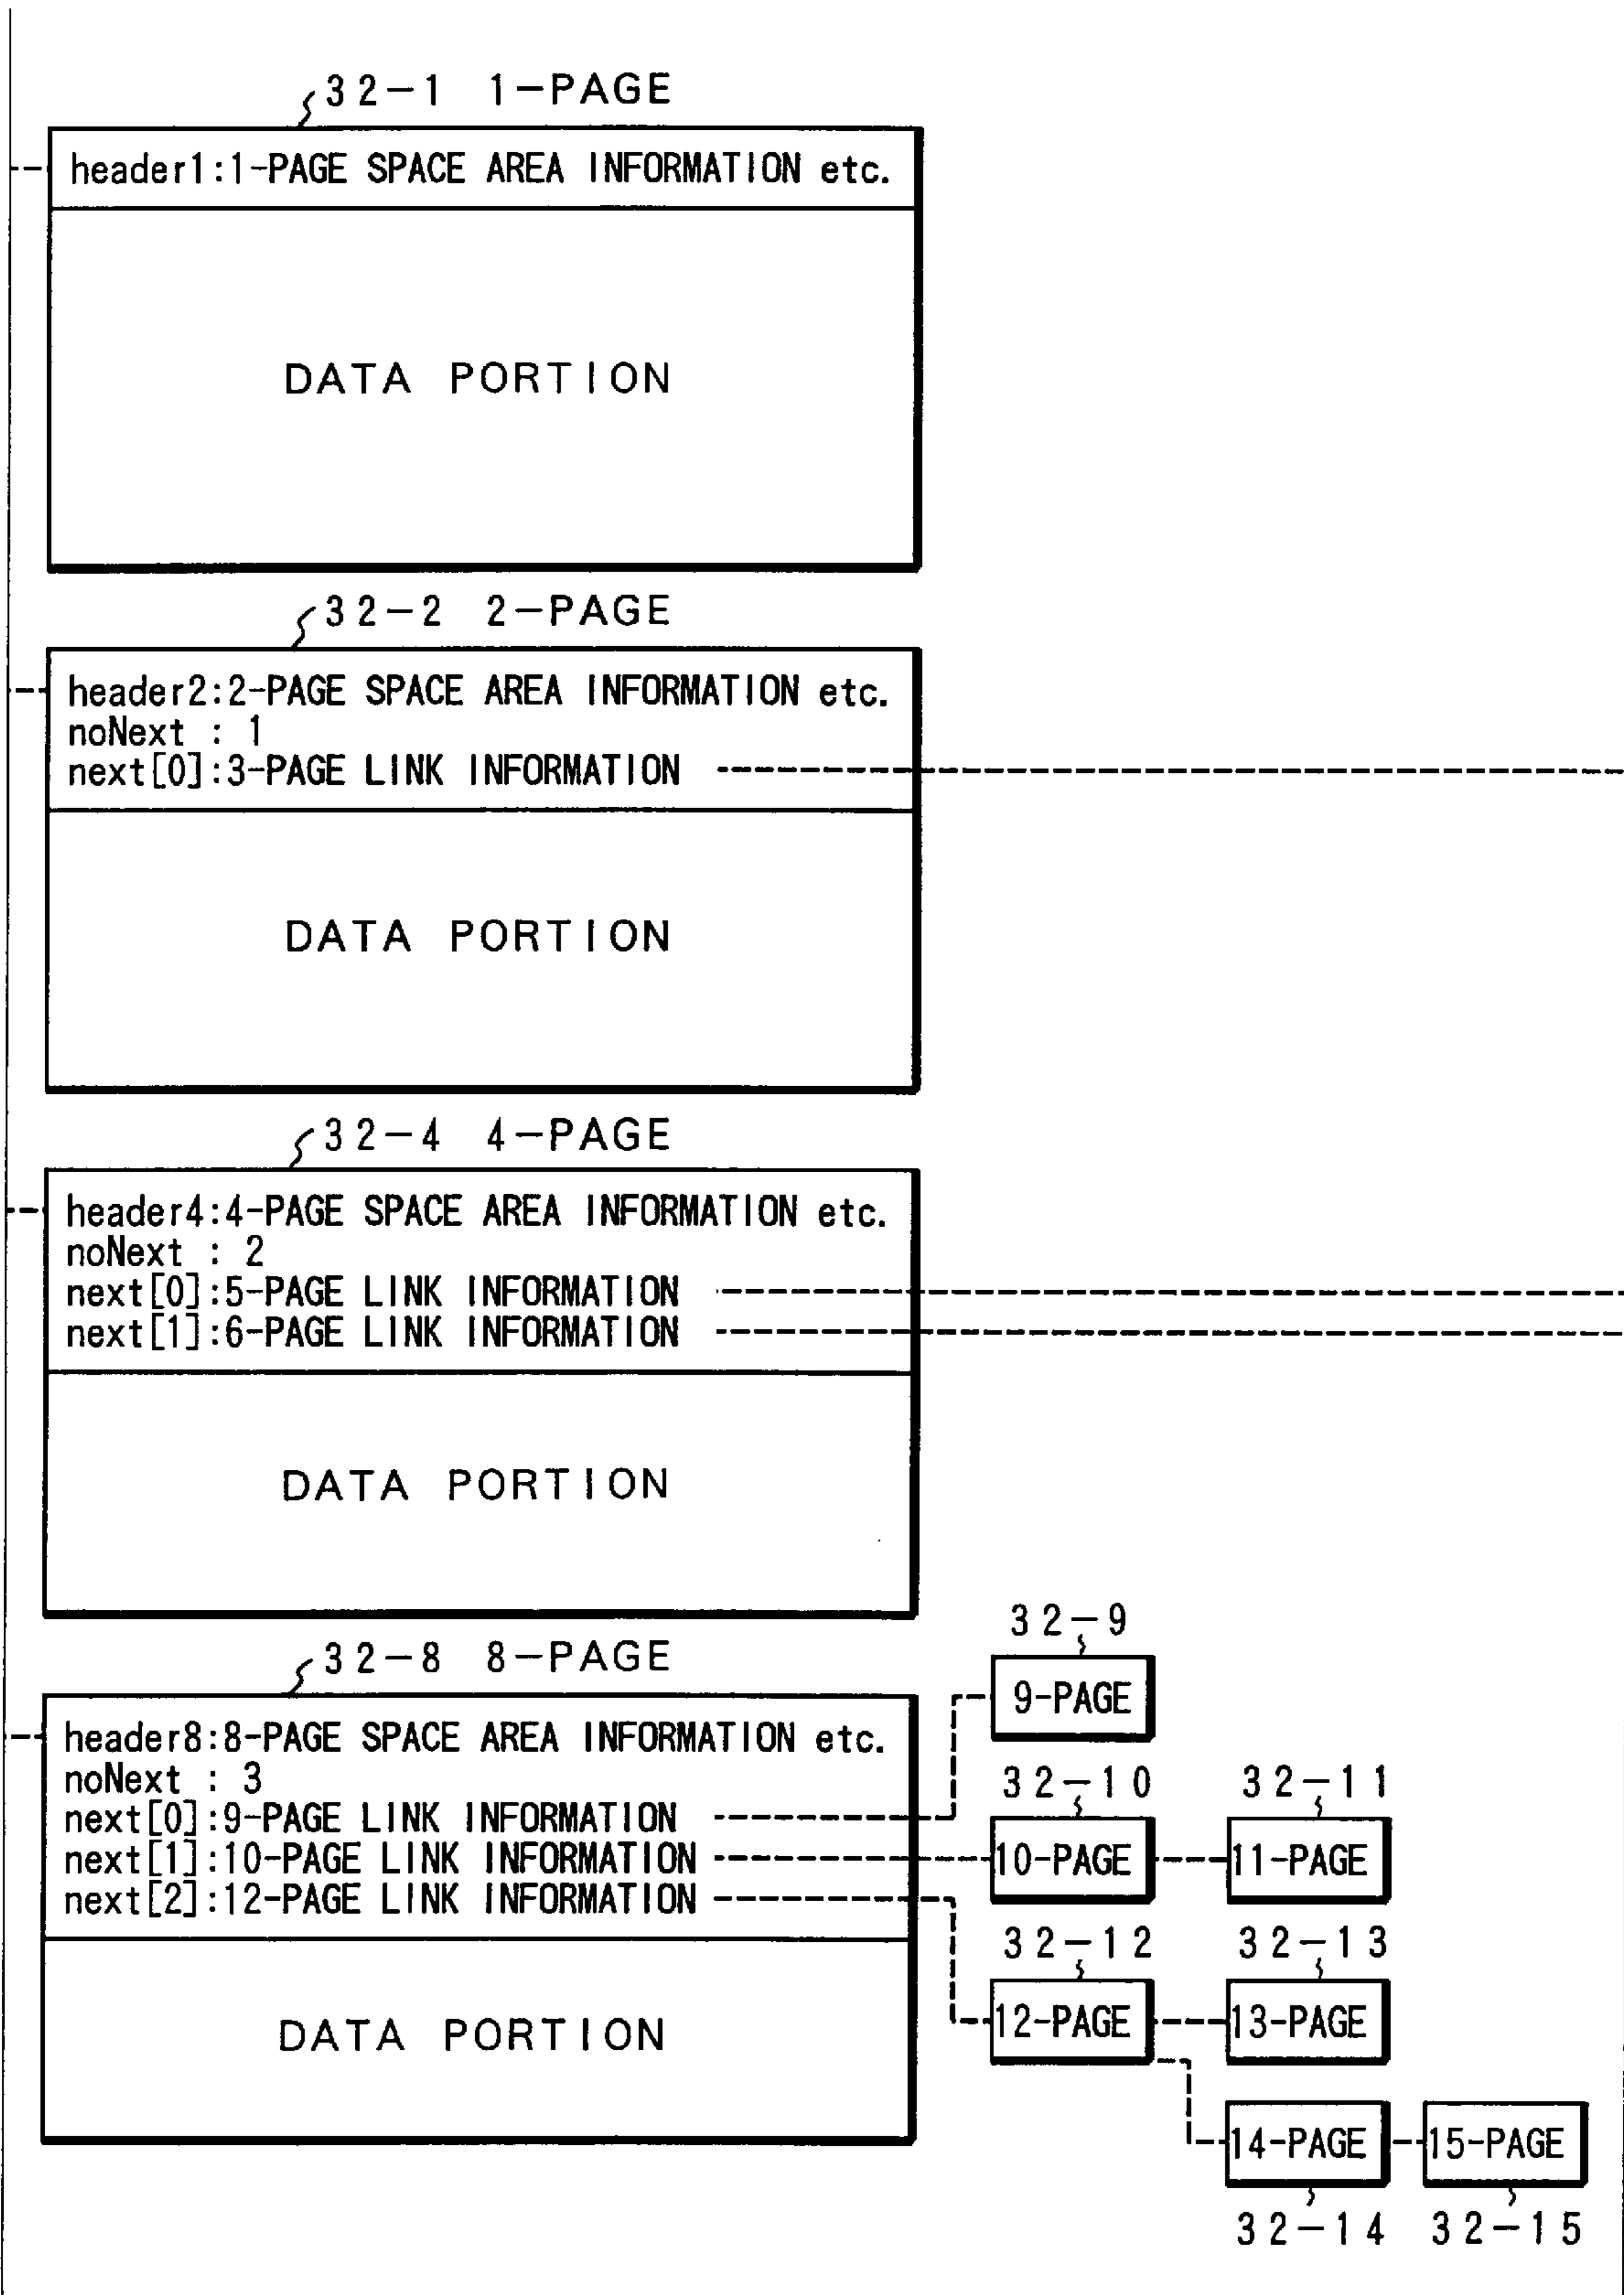 32-1 1-PAGE
header1:1-PAGE SPACE AREA INFORMATION etc.
DATA PORTION
32-2 2-PAGE
header2:2-PAGE SPACE AREA INFORMATION etc.
noNext : 1
next[0]:3-PAGE LINK INFORMATION
DATA PORTION
32-4 4-PAGE
header4:4-PAGE SPACE AREA INFORMATION etc.
noNext : 2
next[0]:5-PAGE LINK INFORMATION
next[1]:6-PAGE LINK INFORMATION
DATA PORTION
32-8 8-PAGE
header8:8-PAGE SPACE AREA INFORMATION etc.
noNext : 3
next[0]:9-PAGE LINK INFORMATION
next[1]:10-PAGE LINK INFORMATION
next[2]:12-PAGE LINK INFORMATION
DATA PORTION
32-9
9-PAGE
32-10 32-11
10-PAGE 11-PAGE
32-12 32-13
12-PAGE 13-PAGE
14-PAGE 15-PAGE
32-14 32-15